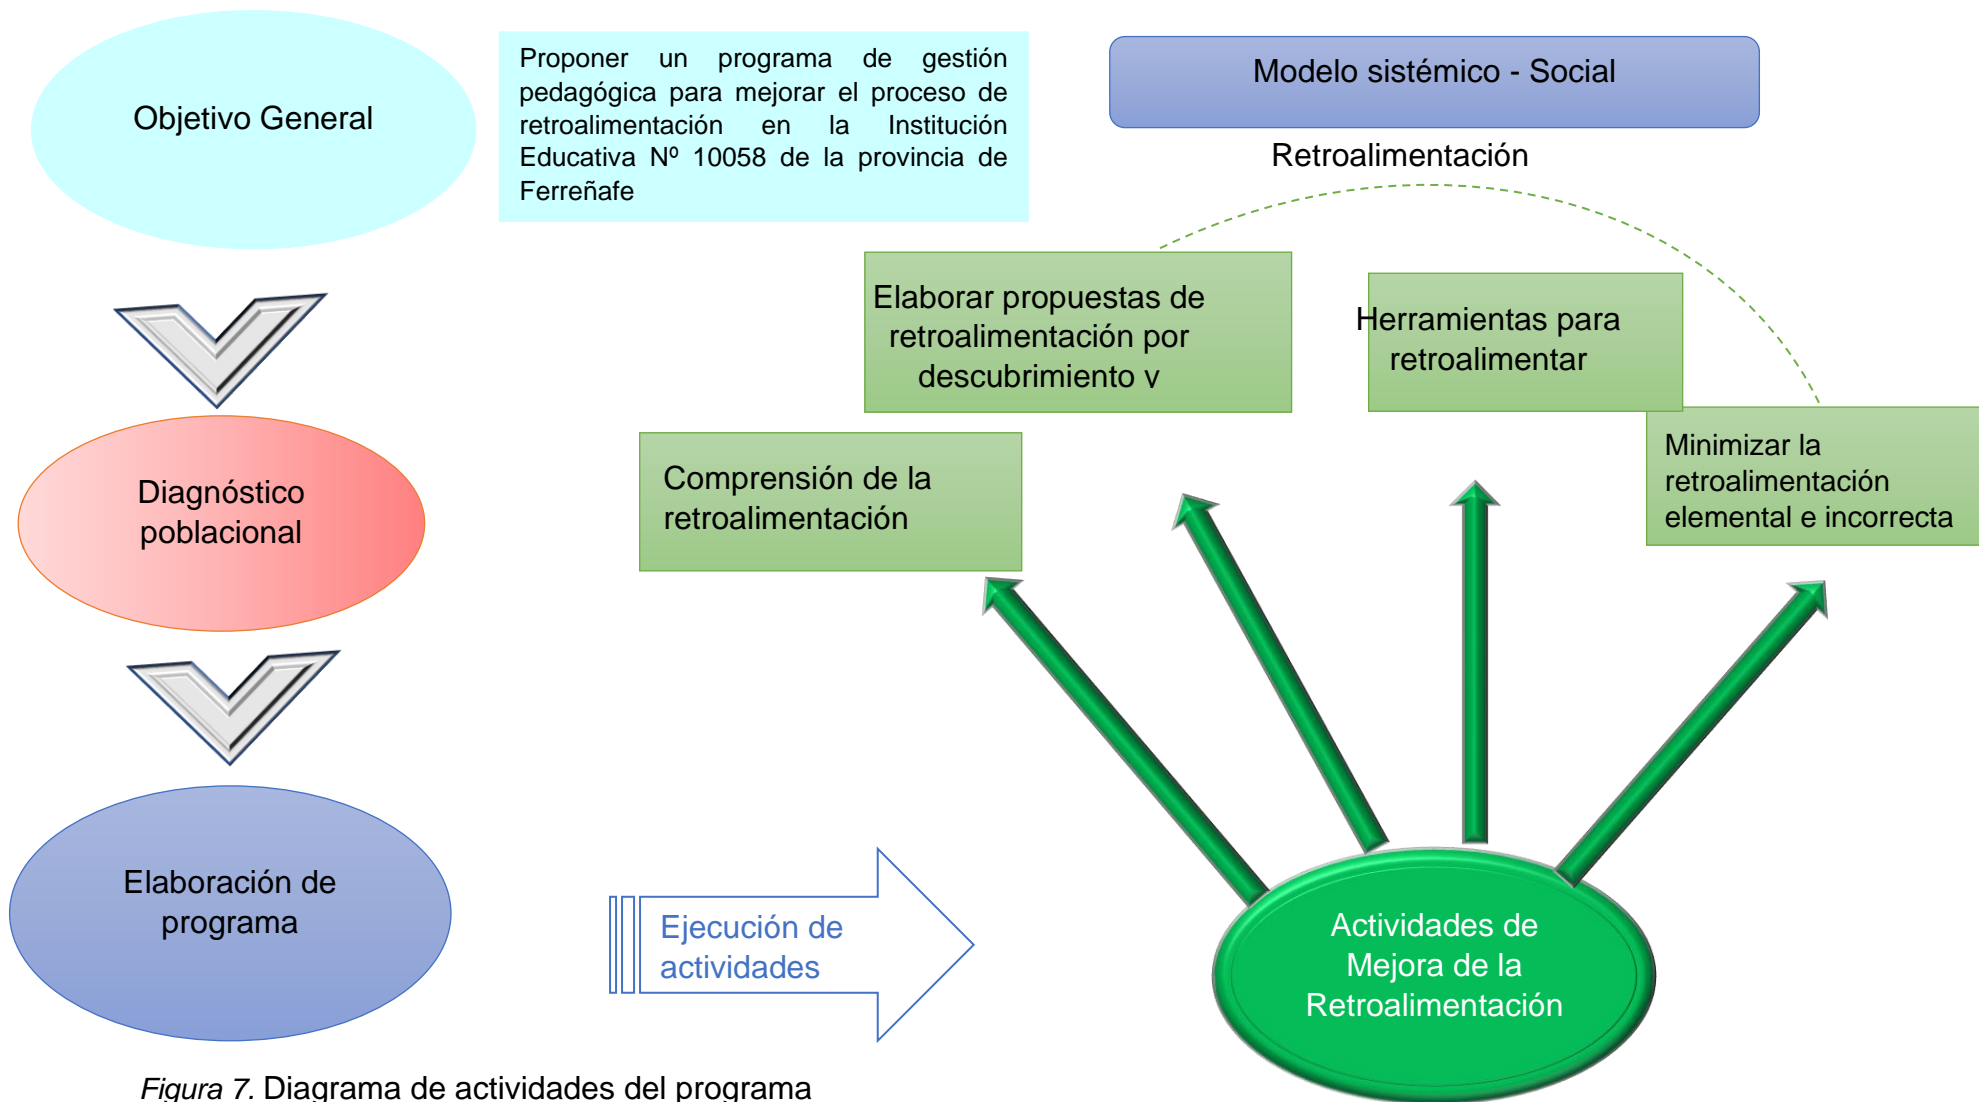 Objetivo General
Proponer un programa de gestión
pedagógica para mejorar el proceso de
retroalimentación en la Institución
Educativa Nº 10058 de la provincia de
Ferreñafe
Modelo sistémico - Social
Retroalimentación
Elaborar propuestas de
retroalimentación por
descubrimiento v
Herramientas para
retroalimentar
Comprensión de la
retroalimentación
Minimizar la
retroalimentación
elemental e incorrecta
Diagnóstico
poblacional
Elaboración de
programa
Ejecución de
actividades
Actividades de
Mejora de la
Retroalimentación
Figura 7. Diagrama de actividades del programa